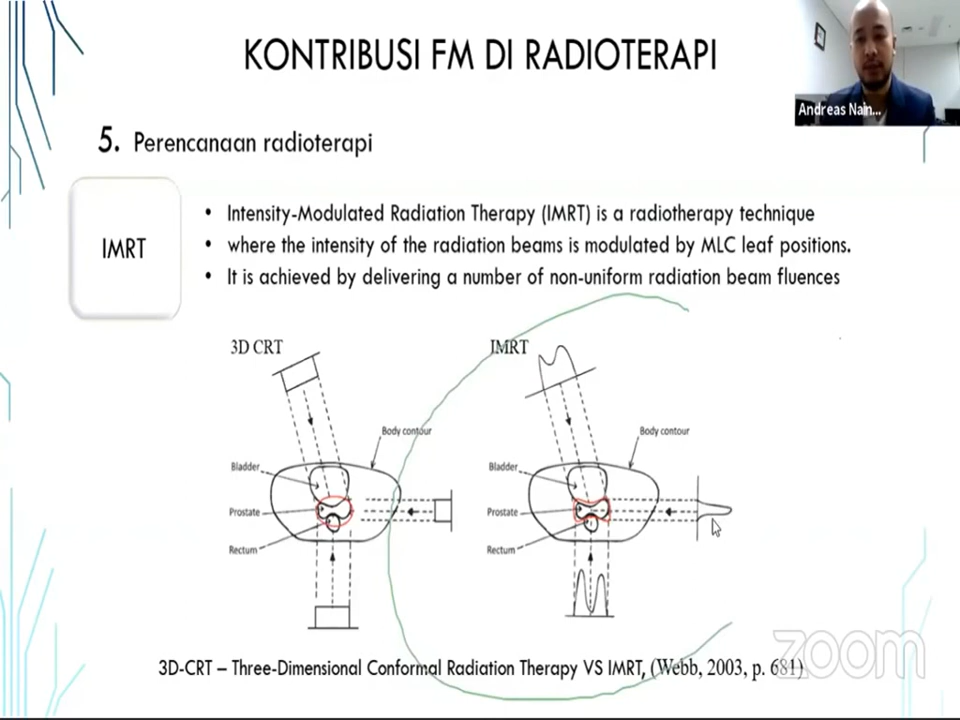 KONTRIBUSI FM DI RADIOTERAPI
Andreas Nain...
5. Perencanaan radioterapi
IMRT
• Intensity-Modulated Radiation Therapy (IMRT) is a radiotherapy technique
• where the intensity of the radiation beams is modulated by MLC leaf positions.
• It is achieved by delivering a number of non-uniform radiation beam fluences
3D CRT
Body contour
Bladder
Prostate
Rectum
IMRT
Body contour
Bladder
Prostate
Rectum
3D-CRT – Three-Dimensional Conformal Radiation Therapy VS IMRT, (Webb, 2003, p. 681)
zoom